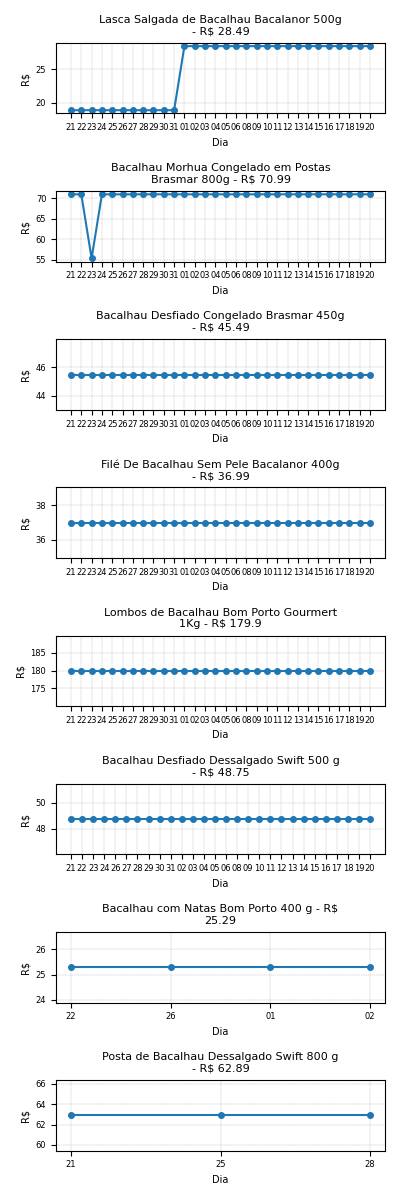 Lasca Salgada de Bacalhau Bacalanor 500g
- R$ 28.49
R$
25
20
21 22 23 24 25 26 27 28 29 30 31 01 02 03 04 05 06 07 08 09 10 11 12 13 14 15 16 17 18 19 20
Dia
Bacalhau Morhua Congelado em Postas
Brasmar 800g - R$ 70.99
R$
70
65
60
55
21 22 23 24 25 26 27 28 29 30 31 01 02 03 04 05 06 07 08 09 10 11 12 13 14 15 16 17 18 19 20
Dia
Bacalhau Desfiado Congelado Brasmar 450g
- R$ 45.49
R$
46
44
21 22 23 24 25 26 27 28 29 30 31 01 02 03 04 05 06 07 08 09 10 11 12 13 14 15 16 17 18 19 20
Dia
Filé De Bacalhau Sem Pele Bacalanor 400g
- R$ 36.99
R$
38
36
21 22 23 24 25 26 27 28 29 30 31 01 02 03 04 05 06 07 08 09 10 11 12 13 14 15 16 17 18 19 20
Dia
Lombos de Bacalhau Bom Porto Gourmert
1Kg - R$ 179.9
R$
185
180
175
21 22 23 24 25 26 27 28 29 30 31 01 02 03 04 05 06 07 08 09 10 11 12 13 14 15 16 17 18 19 20
Dia
Bacalhau Desfiado Dessalgado Swift 500 g
- R$ 48.75
R$
50
48
21 22 23 24 25 26 27 28 29 30 31 02 03 04 05 06 07 08 09 10 11 12 13 14 15 16 17 18 19 20
Dia
Bacalhau com Natas Bom Porto 400 g - R$
25.29
R$
26
25
24
22 26 01 02
Dia
Posta de Bacalhau Dessalgado Swift 800 g
- R$ 62.89
R$
66
64
62
60
21 25 28
Dia